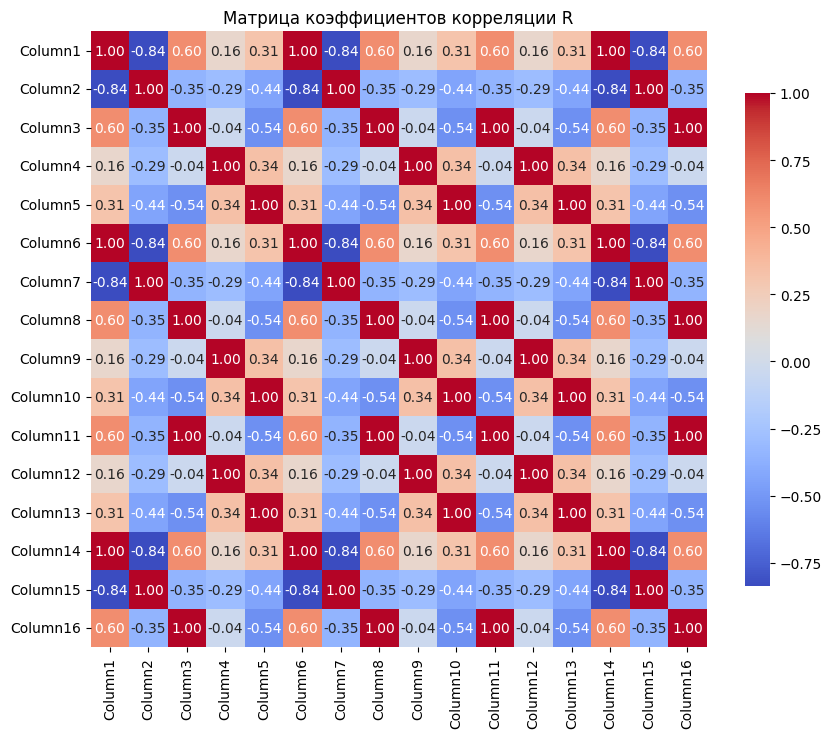 Матрица коэффициентов корреляции R
Column1 1.00 -0.84 0.60 0.16 0.31 1.00 -0.84 0.60 0.16 0.31 0.60 0.16 0.31 1.00 -0.84 0.60
Column2 -0.84 1.00 -0.35 -0.29 -0.44 -0.84 1.00 -0.35 -0.29 -0.44 -0.35 -0.29 -0.44 -0.84 1.00 -0.35
Column3 0.60 -0.35 1.00 -0.04 -0.54 0.60 -0.35 1.00 -0.04 -0.54 1.00 -0.04 -0.54 0.60 -0.35 1.00
Column4 0.16 -0.29 -0.04 1.00 0.34 0.16 -0.29 -0.04 1.00 0.34 -0.04 1.00 0.34 0.16 -0.29 -0.04
Column5 0.31 -0.44 -0.54 0.34 1.00 0.31 -0.44 -0.54 0.34 1.00 -0.54 0.34 1.00 0.31 -0.44 -0.54
Column6 1.00 -0.84 0.60 0.16 0.31 1.00 -0.84 0.60 0.16 0.31 0.60 0.16 0.31 1.00 -0.84 0.60
Column7 -0.84 1.00 -0.35 -0.29 -0.44 -0.84 1.00 -0.35 -0.29 -0.44 -0.35 -0.29 -0.44 -0.84 1.00 -0.35
Column8 0.60 -0.35 1.00 -0.04 -0.54 0.60 -0.35 1.00 -0.04 -0.54 1.00 -0.04 -0.54 0.60 -0.35 1.00
Column9 0.16 -0.29 -0.04 1.00 0.34 0.16 -0.29 -0.04 1.00 0.34 -0.04 1.00 0.34 0.16 -0.29 -0.04
Column10 0.31 -0.44 -0.54 0.34 1.00 0.31 -0.44 -0.54 0.34 1.00 -0.54 0.34 1.00 0.31 -0.44 -0.54
Column11 0.60 -0.35 1.00 -0.04 -0.54 0.60 -0.35 1.00 -0.04 -0.54 1.00 -0.04 -0.54 0.60 -0.35 1.00
Column12 0.16 -0.29 -0.04 1.00 0.34 0.16 -0.29 -0.04 1.00 0.34 -0.04 1.00 0.34 0.16 -0.29 -0.04
Column13 0.31 -0.44 -0.54 0.34 1.00 0.31 -0.44 -0.54 0.34 1.00 -0.54 0.34 1.00 0.31 -0.44 -0.54
Column14 1.00 -0.84 0.60 0.16 0.31 1.00 -0.84 0.60 0.16 0.31 0.60 0.16 0.31 1.00 -0.84 0.60
Column15 -0.84 1.00 -0.35 -0.29 -0.44 -0.84 1.00 -0.35 -0.29 -0.44 -0.35 -0.29 -0.44 -0.84 1.00 -0.35
Column16 0.60 -0.35 1.00 -0.04 -0.54 0.60 -0.35 1.00 -0.04 -0.54 1.00 -0.04 -0.54 0.60 -0.35 1.00
Column1 Column2 Column3 Column4 Column5 Column6 Column7 Column8 Column9 Column10 Column11 Column12 Column13 Column14 Column15 Column16
1.00
0.75
0.50
0.25
0.00
−0.25
−0.50
−0.75